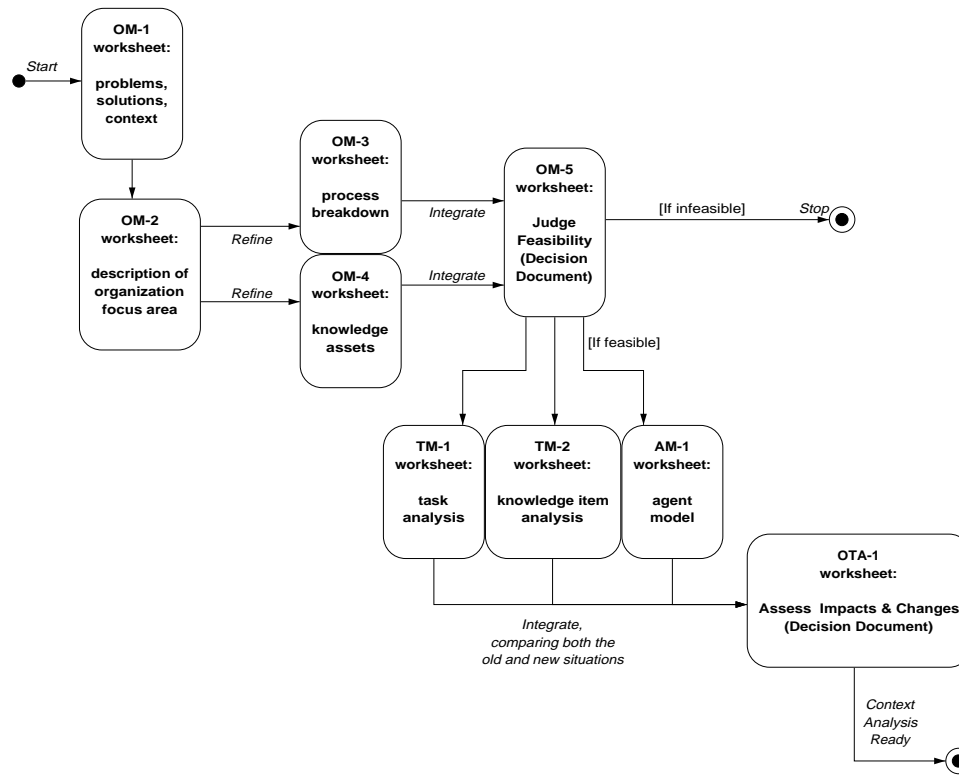 OM-1
worksheet:
problems,
solutions,
context
Start
OM-2
worksheet:
description of
organization
focus area
Refine
Refine
OM-3
worksheet:
process
breakdown
OM-4
worksheet:
knowledge
assets
Integrate
Integrate
OM-5
worksheet:
Judge
Feasibility
(Decision
Document)
[If infeasible]
Stop
[If feasible]
TM-1
worksheet:
task
analysis
TM-2
worksheet:
knowledge item
analysis
AM-1
worksheet:
agent
model
Integrate,
comparing both the
old and new situations
OTA-1
worksheet:
Assess Impacts & Changes
(Decision Document)
Context
Analysis
Ready